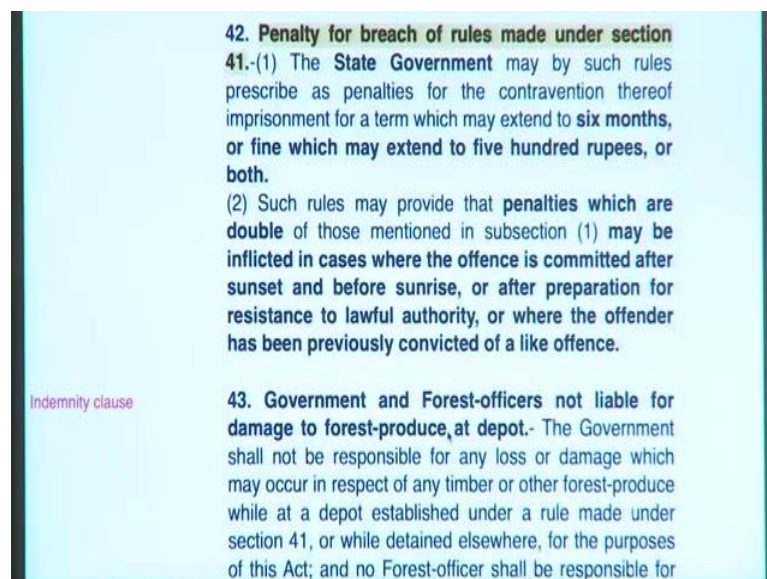 42. Penalty for breach of rules made under section
41.-(1) The State Government may by such rules
prescribe as penalties for the contravention thereof
imprisonment for a term which may extend to six months,
or fine which may extend to five hundred rupees, or
both.
(2) Such rules may provide that penalties which are
double of those mentioned in subsection (1) may be
inflicted in cases where the offence is committed after
sunset and before sunrise, or after preparation for
resistance to lawful authority, or where the offender
has been previously convicted of a like offence.
Indemnity clause
43. Government and Forest-officers not liable for
damage to forest-produce, at depot.- The Government
shall not be responsible for any loss or damage which
may occur in respect of any timber or other forest-produce
while at a depot established under a rule made under
section 41, or while detained elsewhere, for the purposes
of this Act; and no Forest-officer shall be responsible for